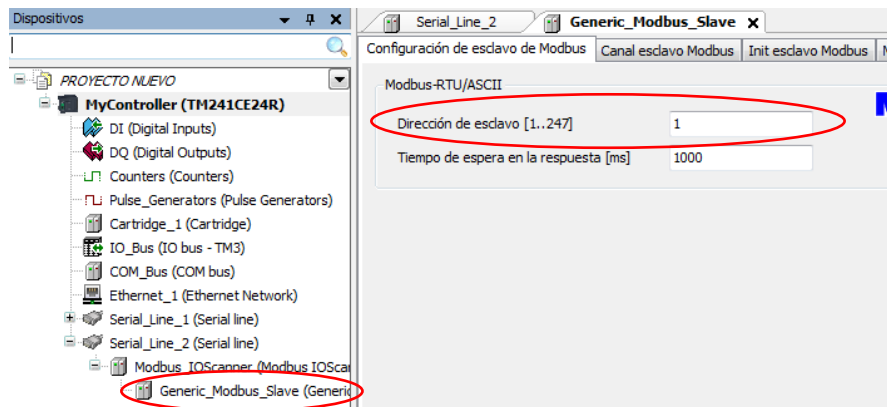 Dispositivos
PROYECTO NUEVO
MyController (TM241CE24R)
DI (Digital Inputs)
DQ (Digital Outputs)
Counters (Counters)
Pulse_Generators (Pulse Generators)
Cartridge_1 (Cartridge)
IO_Bus (IO bus - TM3)
COM_Bus (COM bus)
Ethernet_1 (Ethernet Network)
Serial_Line_1 (Serial line)
Serial_Line_2 (Serial line)
Modbus_IOScanner (Modbus IOScar
Generic_Modbus_Slave (Generic
Serial_Line_2 Generic_Modbus_Slave
Configuración de esclavo de Modbus Canal esclavo Modbus Init esclavo Modbus
Modbus-RTU/ASCII
Dirección de esclavo [1..247] 1
Tiempo de espera en la respuesta [ms] 1000